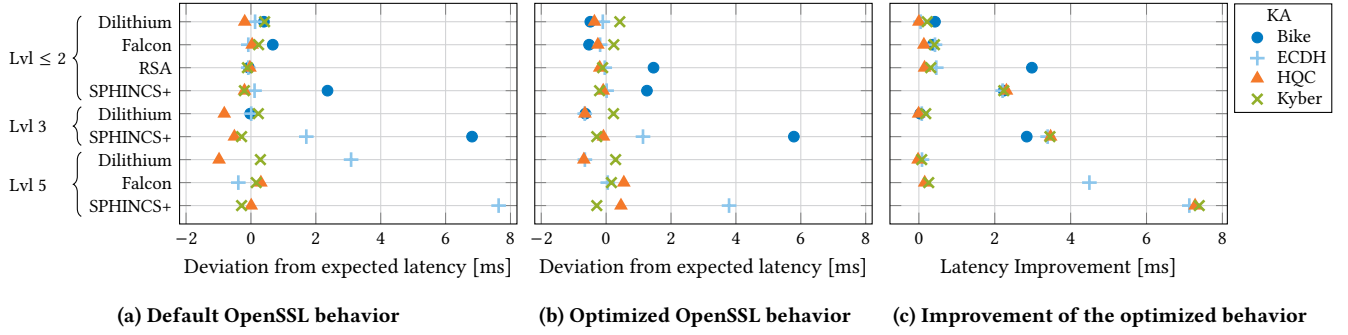 Lvl ≤ 2
Dilithium
Falcon
RSA
SPHINCS+
Lvl 3
Dilithium
SPHINCS+
Lvl 5
Dilithium
Falcon
SPHINCS+
−2 0 2 4 6 8
Deviation from expected latency [ms]
(a) Default OpenSSL behavior
−2 0 2 4 6 8
Deviation from expected latency [ms]
(b) Optimized OpenSSL behavior
0 2 4 6 8
Latency Improvement [ms]
(c) Improvement of the optimized behavior
KA
Bike
ECDH
HQC
Kyber